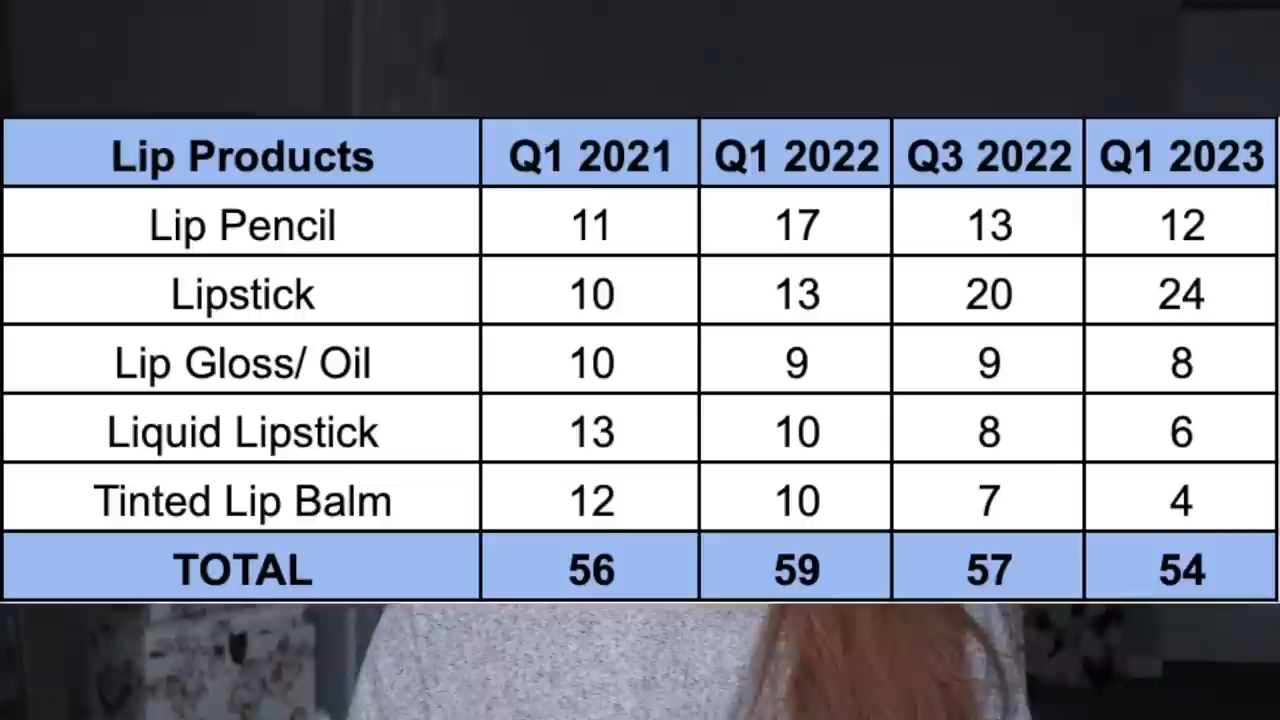 Lip Products Q1 2021 Q1 2022 Q3 2022 Q1 2023
Lip Pencil 11 17 13 12
Lipstick 10 13 20 24
Lip Gloss/ Oil 10 9 9 8
Liquid Lipstick 13 10 8 6
Tinted Lip Balm 12 10 7 4
TOTAL 56 59 57 54